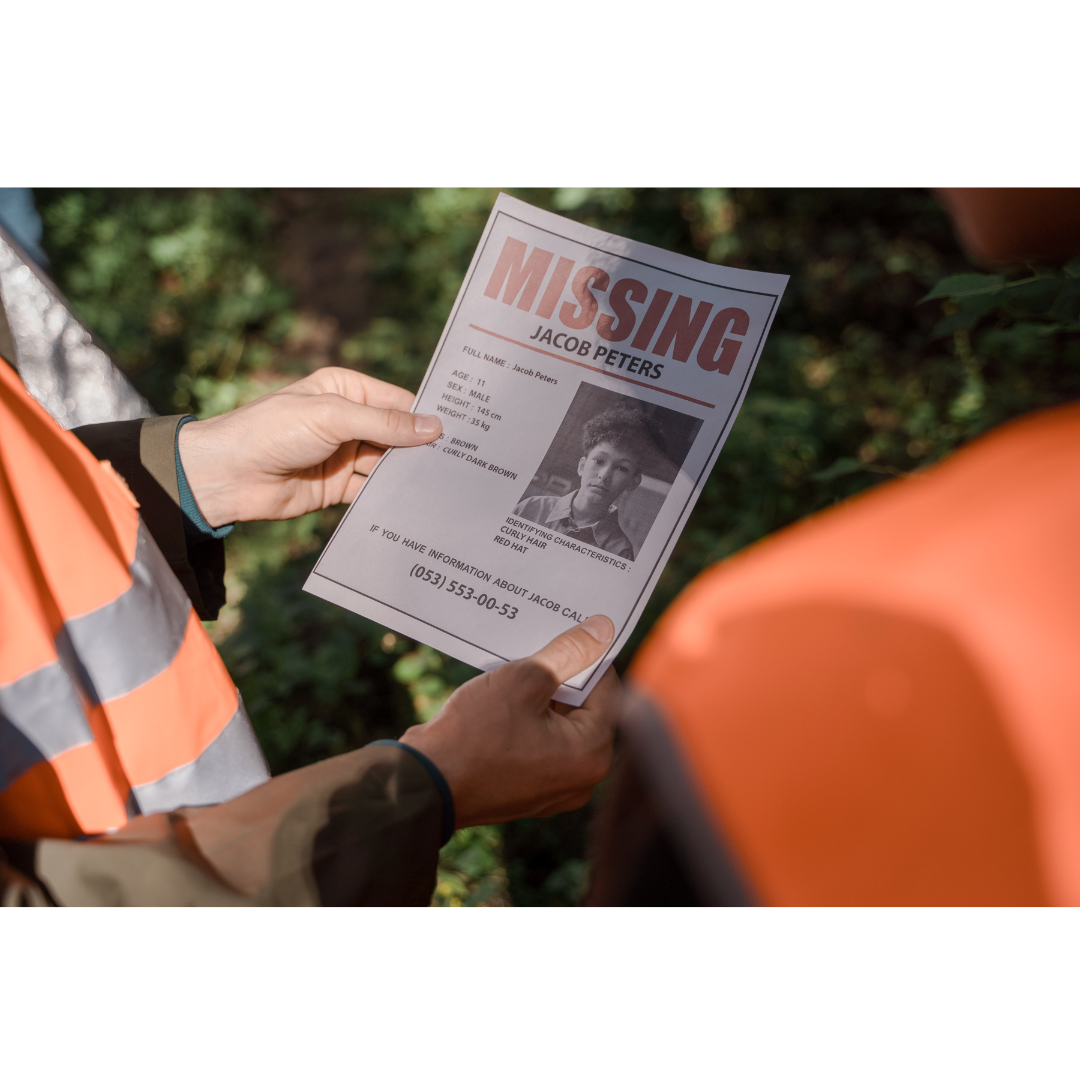 MISSING
JACOB PETERS
FULL NAME : Jacob Peters
AGE : 11
SEX : MALE
HEIGHT : 145 cm
WEIGHT : 35 kg
: BROWN
: CURLY DARK BROWN
IDENTIFYING CHARACTERISTICS :
CURLY HAIR
RED HAT
IF YOU HAVE INFORMATION ABOUT JACOB CALL
(053) 553-00-53